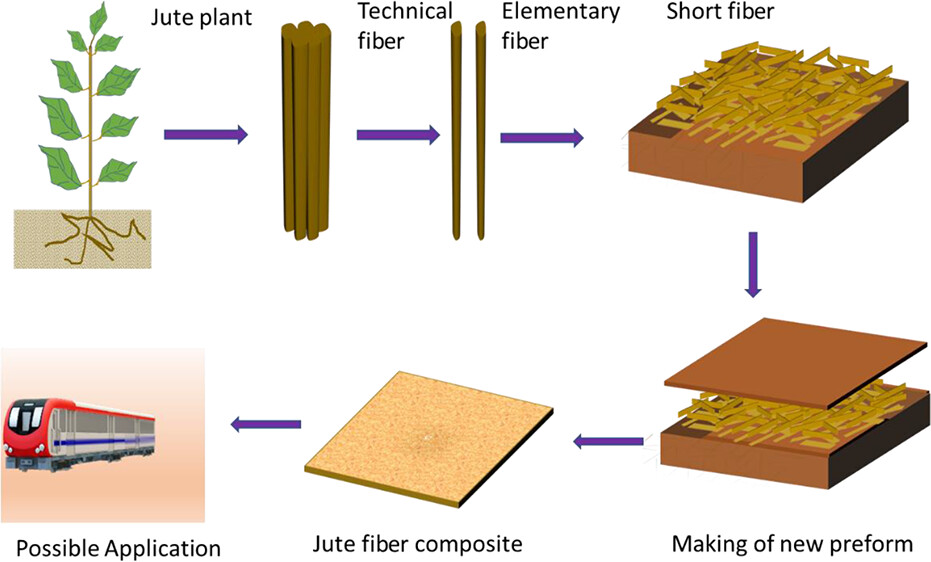 Jute plant
Technical
fiber
Elementary
fiber
Short fiber
Possible Application
Jute fiber composite
Making of new preform